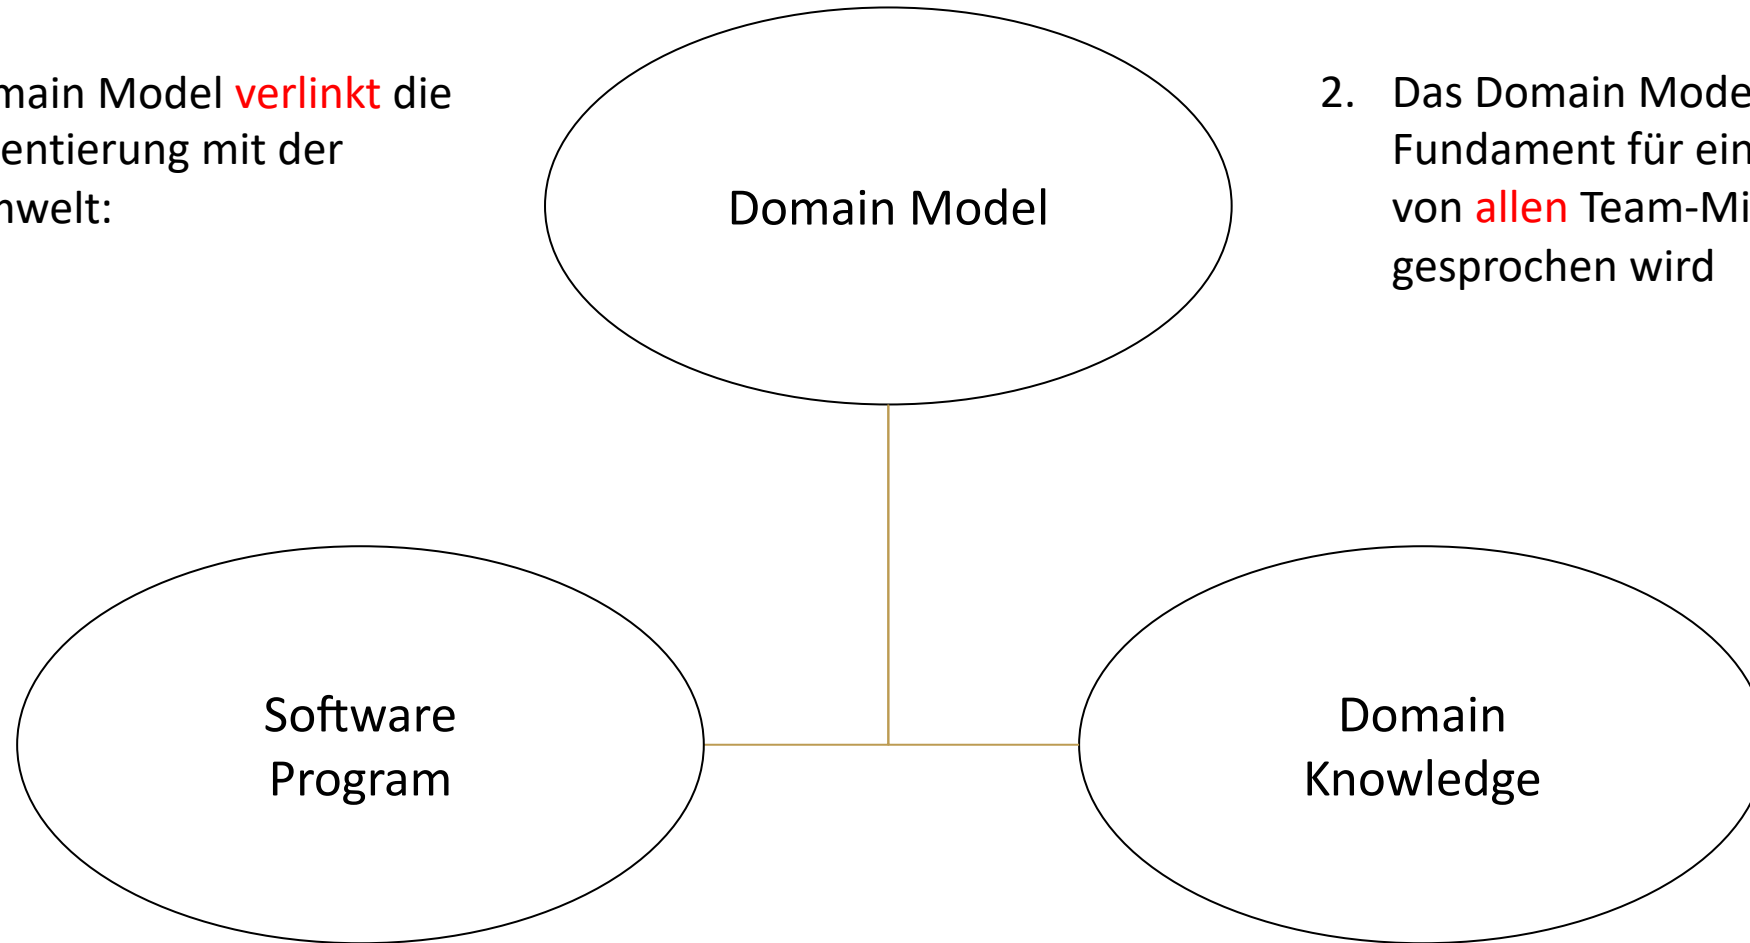 main Model verlinkt die
entierung mit der
nwelt:
2. Das Domain Mode
Fundament für ein
von allen Team-Mi
gesprochen wird
Domain Model
Software
Program
Domain
Knowledge